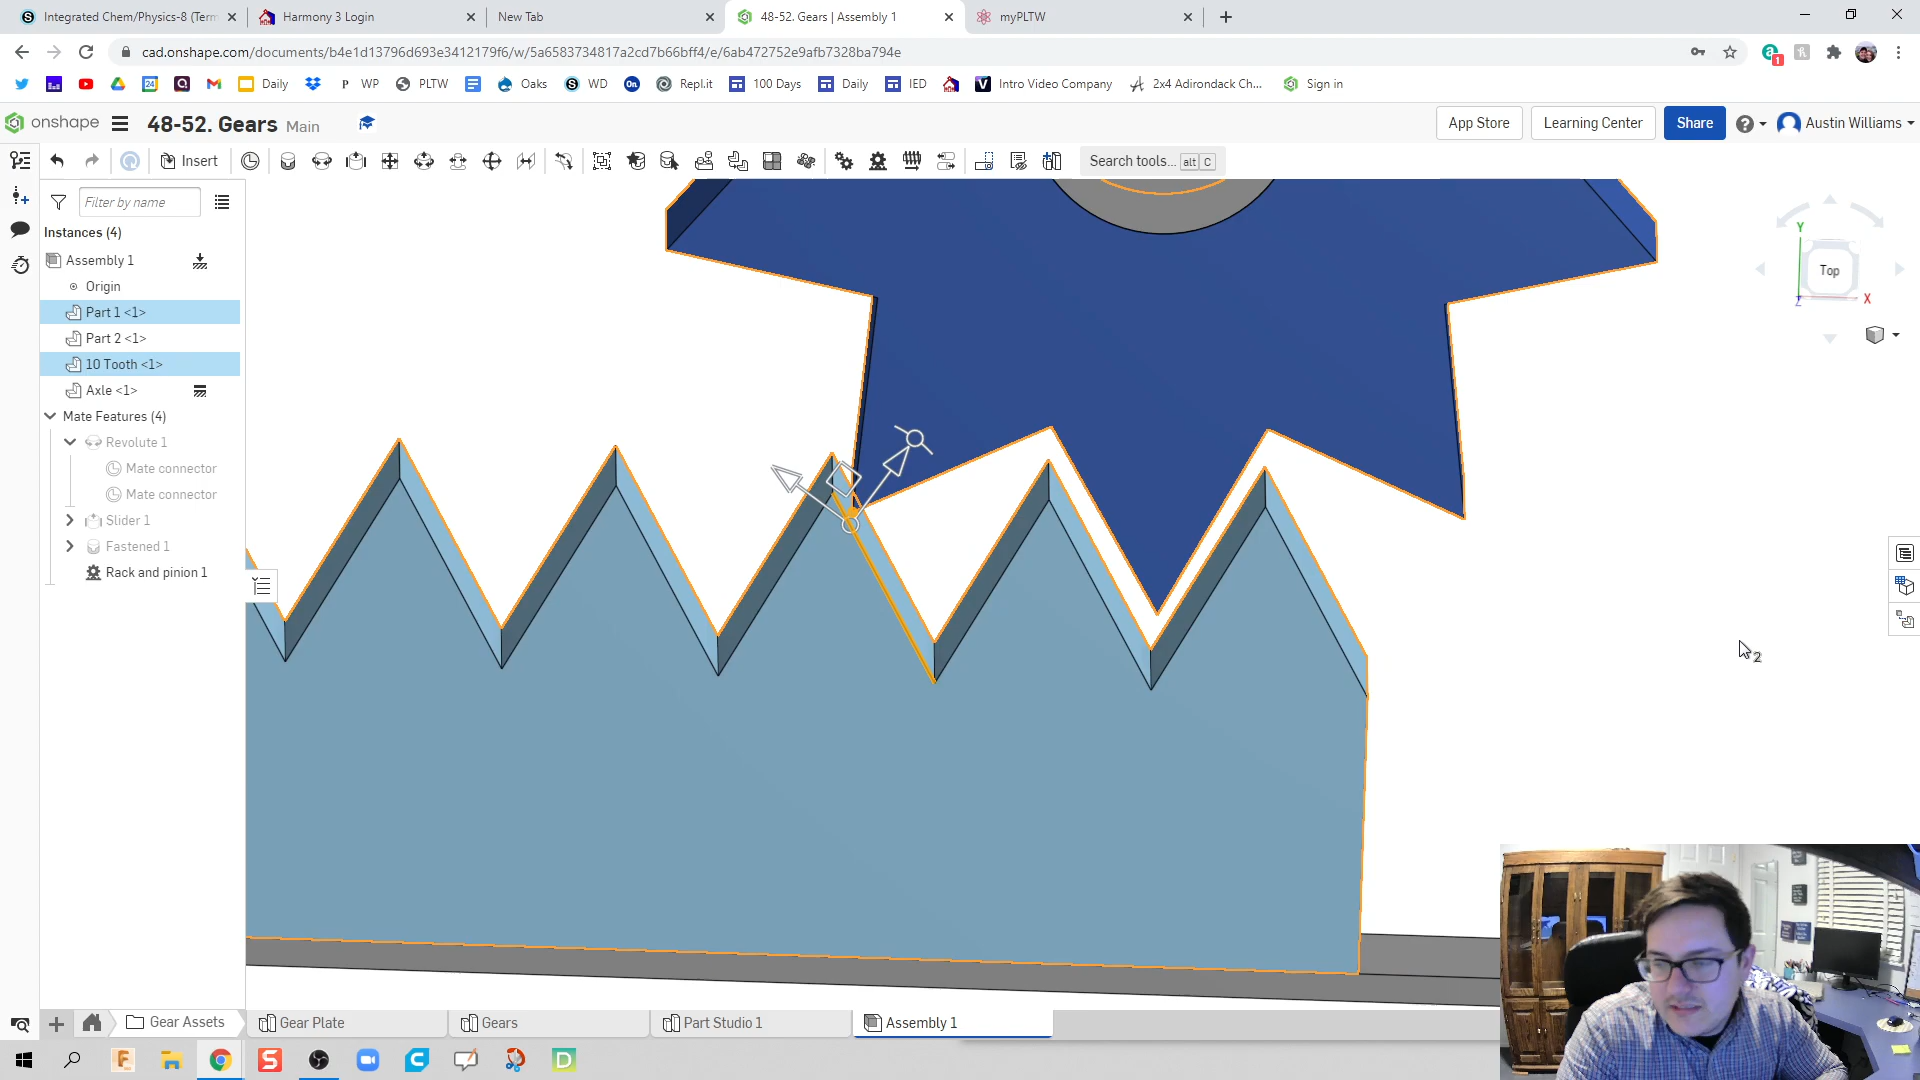 Integrated Chem/Physics-8 (Term
Harmony 3 Login
New Tab
48-52. Gears | Assembly 1
myPLTW
cad.onshape.com/documents/b4e1d13796d693e3412179f6/w/5a6583734817a2cd7b66bff4/e/6ab472752e9afb7328ba794e
Daily
P WP
PLTW
Oaks
WD
On
Repl.it
100 Days
Daily
IED
Intro Video Company
2x4 Adirondack Ch...
Sign in
onshape
48-52. Gears Main
App Store
Learning Center
Share
Austin Williams
Insert
Search tools... alt C
Filter by name
Instances (4)
Assembly 1
Origin
Part 1 <1>
Part 2 <1>
10 Tooth <1>
Axle <1>
Mate Features (4)
Revolute 1
Mate connector
Mate connector
Slider 1
Fastened 1
Rack and pinion 1
Y
Top
X
Z
2
Gear Assets
Gear Plate
Gears
Part Studio 1
Assembly 1